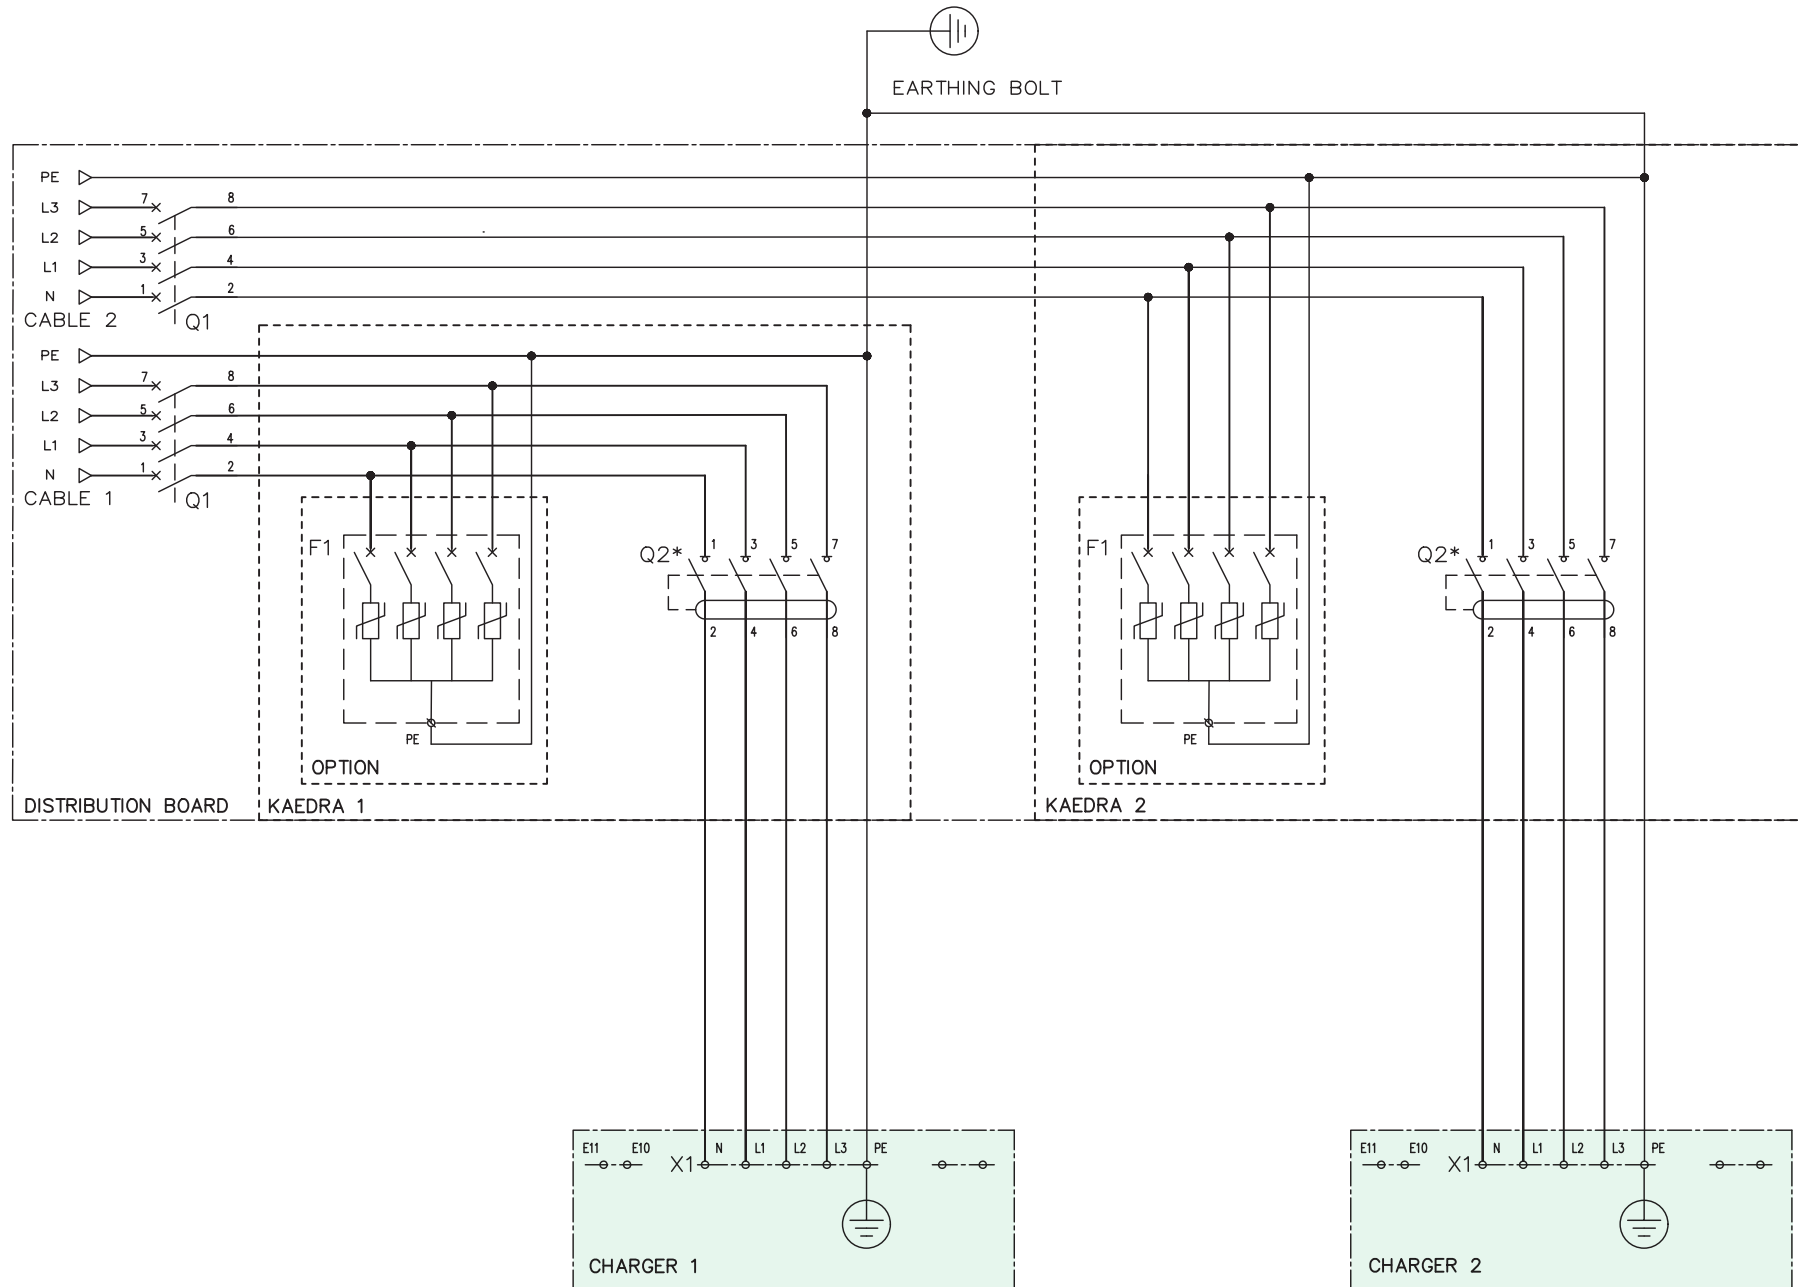 EARTHING BOLT
PE
L3 7 8
L2 5 6
L1 3 4
N 1 2
CABLE 2 Q1
PE
L3 7 8
L2 5 6
L1 3 4
N 1 2
CABLE 1 Q1
F1 Q2* 1 3 5 7 F1 Q2* 1 3 5 7
2 4 6 8 2 4 6 8
PE PE
OPTION OPTION
DISTRIBUTION BOARD KAEDRA 1 KAEDRA 2
E11 E10 N L1 L2 L3 PE E11 E10 N L1 L2 L3 PE
X1 X1
CHARGER 1 CHARGER 2